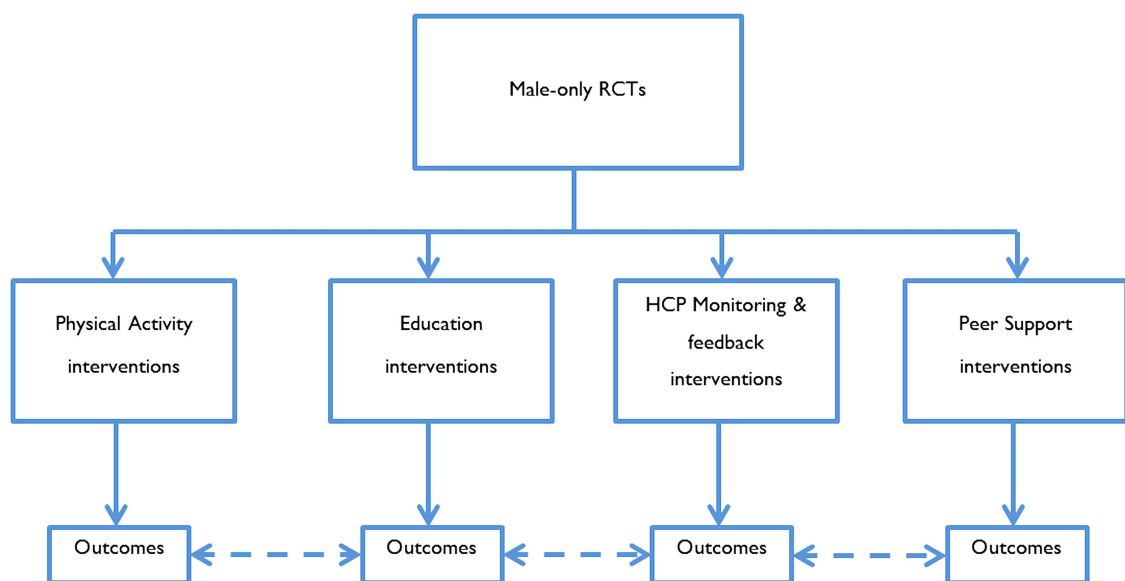 Male-only RCTs
Physical Activity
interventions
Education
interventions
HCP Monitoring &
feedback
interventions
Peer Support
interventions
Outcomes
Outcomes
Outcomes
Outcomes